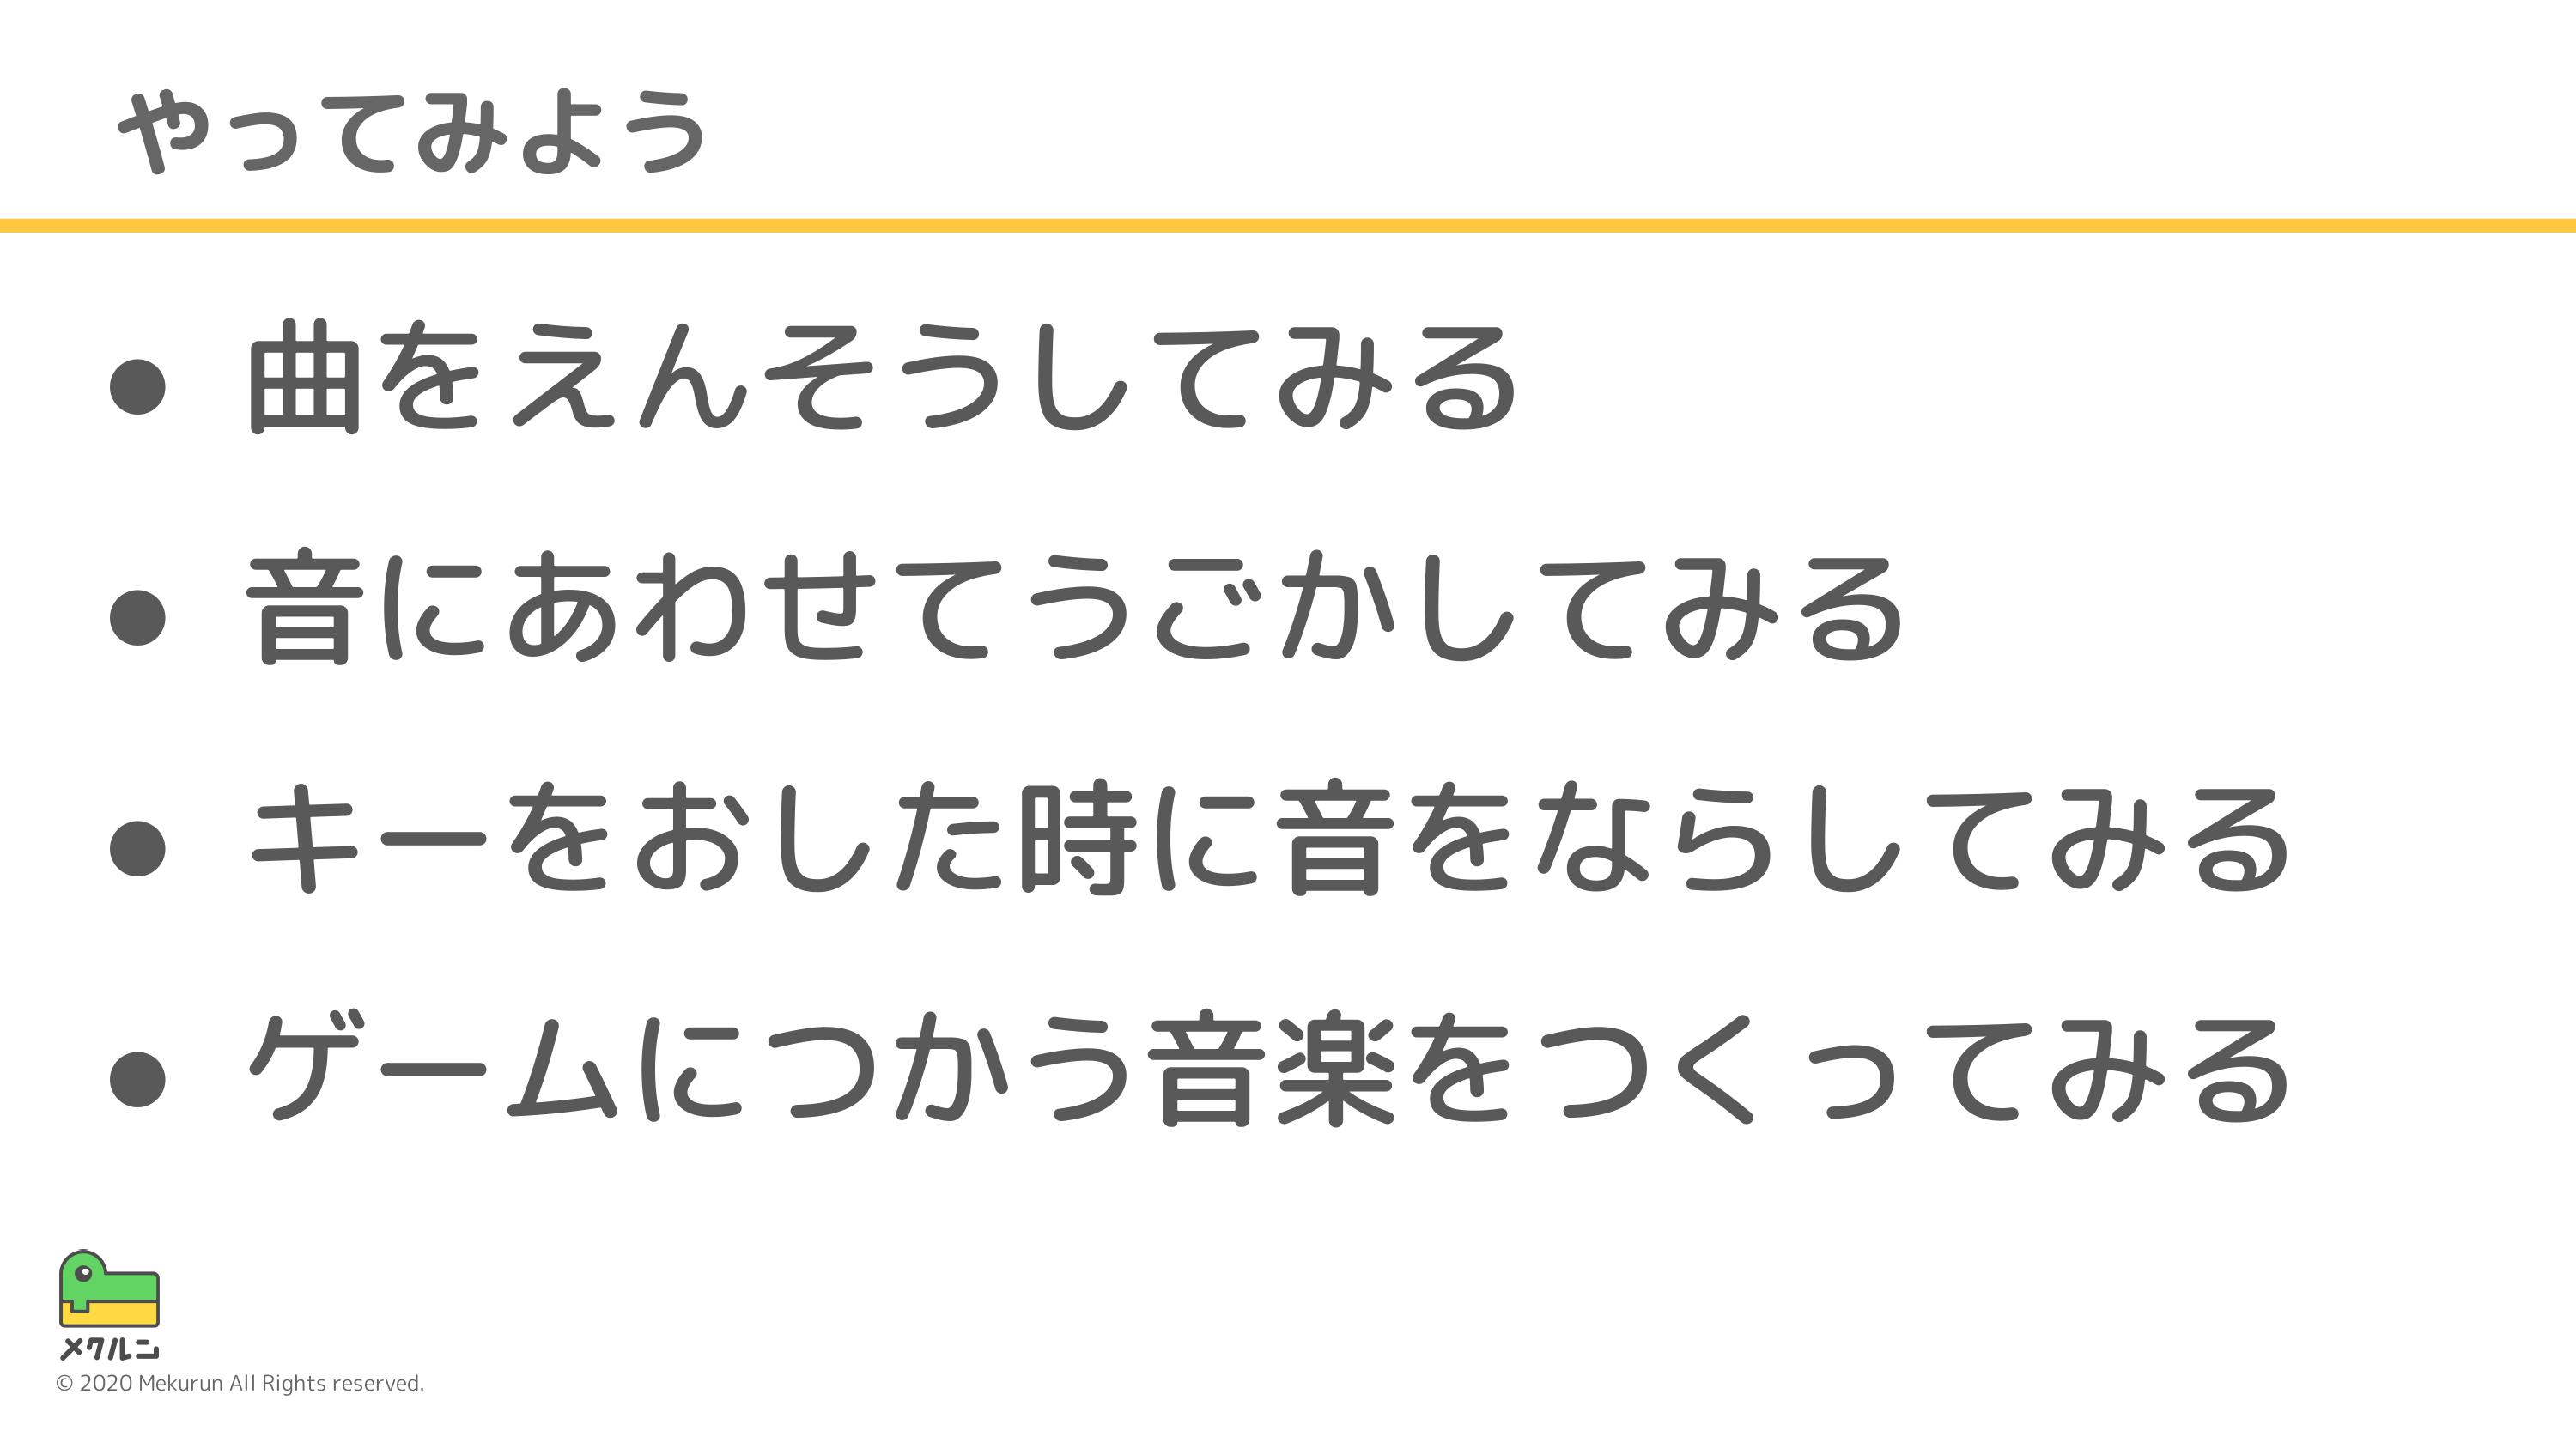 やってみよう
● 曲をえんそうしてみる
● 音にあわせてうごかしてみる
● キーをおした時に音をならしてみる
● ゲームにつかう音楽をつくってみる
メクルン
© 2020 Mekurun All Rights reserved.